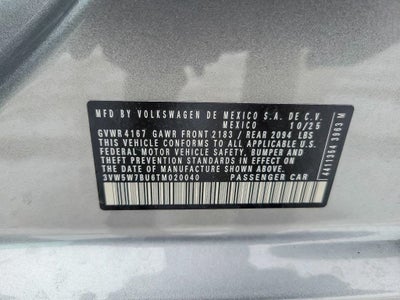 MFD BY VOLKSWAGEN DE MEXICO S.A. DE C.V.
MEXICO 10/25
GVWR 4167 GAWR FRONT 2183 / REAR 2094 LBS
THIS VEHICLE CONFORMS TO ALL APPLICABLE U.S.
FEDERAL MOTOR VEHICLE SAFETY, BUMPER AND
THEFT PREVENTION STANDARDS IN EFFECT ON
THE DATE OF MANUFACTURE SHOWN ABOVE
3VW5W7BU6TM020040 PASSENGER CAR
4411354 3963 M